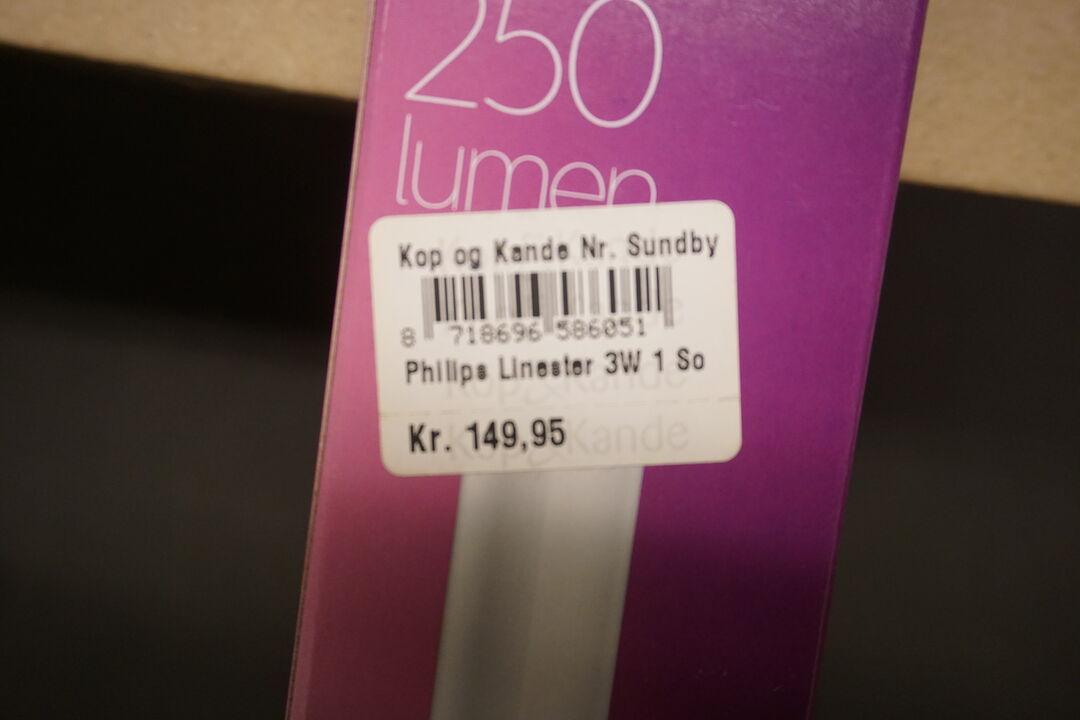 250
lumen
Kop og Kande Nr. Sundby
8 718696 586051
Philips Linester 3W 1 So
Kr. 149,95